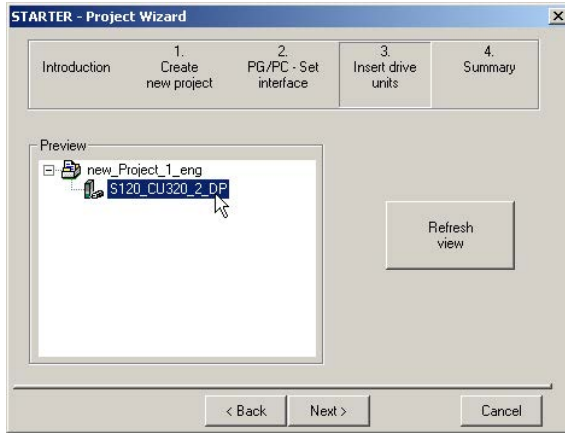 STARTER - Project Wizard
Introduction
1.
Create
new project
2.
PG/PC - Set
interface
3.
Insert drive
units
4.
Summary
Preview
new_Project_1_eng
S120_CU320_2_DP
Refresh
view
< Back
Next >
Cancel